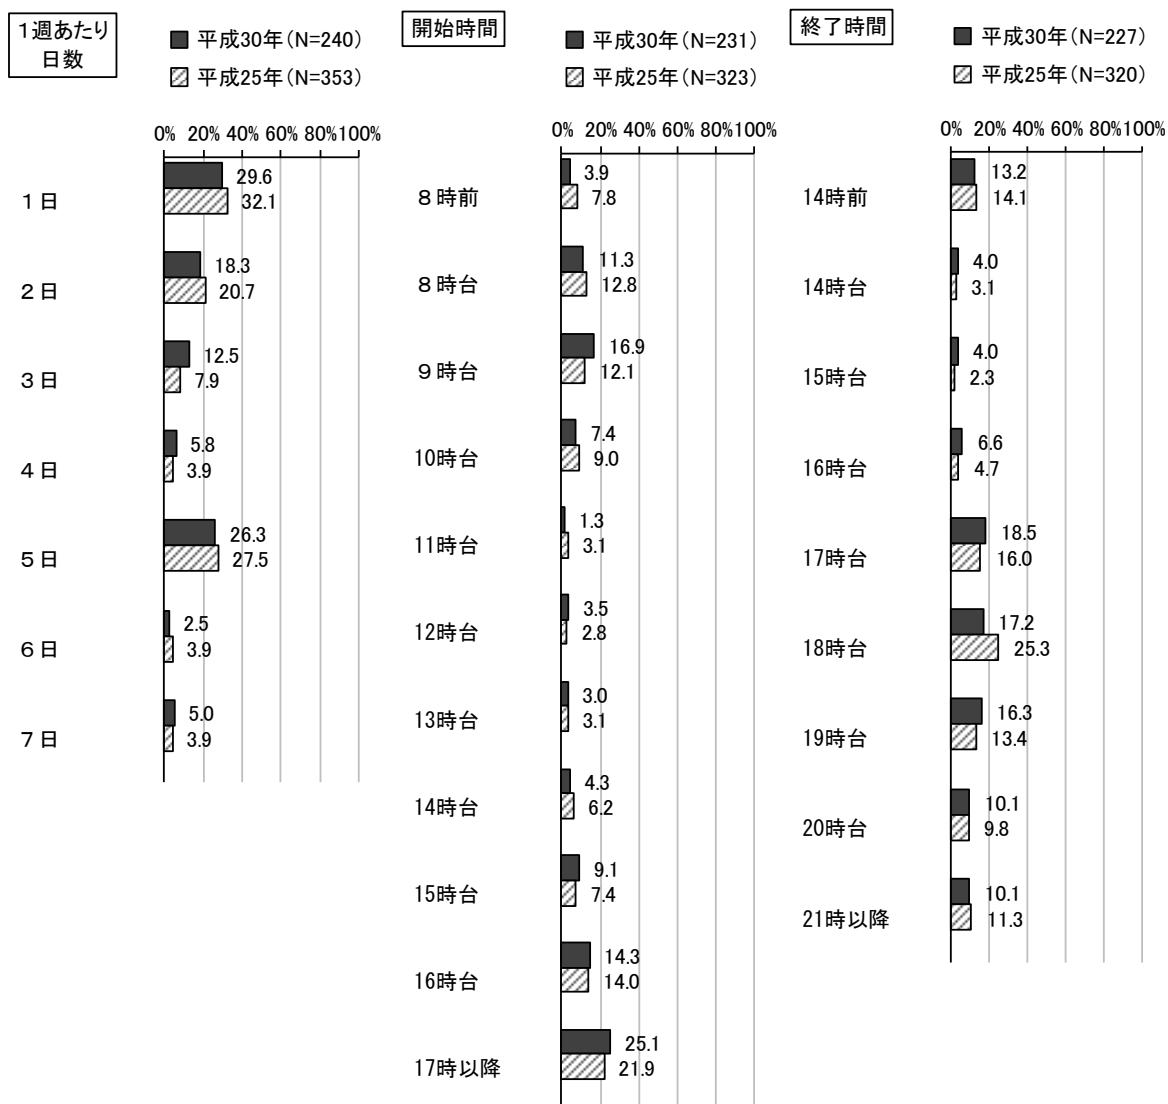 1週あたり
日数
平成30年(N=240)
平成25年(N=353)
0% 20% 40% 60% 80% 100%
1日
29.6
32.1
2日
18.3
20.7
3日
12.5
7.9
4日
5.8
3.9
5日
26.3
27.5
6日
2.5
3.9
7日
5.0
3.9
開始時間
平成30年(N=231)
平成25年(N=323)
0% 20% 40% 60% 80% 100%
8時前
3.9
7.8
8時台
11.3
12.8
9時台
16.9
12.1
10時台
7.4
9.0
11時台
1.3
3.1
12時台
3.5
2.8
13時台
3.0
3.1
14時台
4.3
6.2
15時台
9.1
7.4
16時台
14.3
14.0
17時以降
25.1
21.9
終了時間
平成30年(N=227)
平成25年(N=320)
0% 20% 40% 60% 80% 100%
14時前
13.2
14.1
14時台
4.0
3.1
15時台
4.0
2.3
16時台
6.6
4.7
17時台
18.5
16.0
18時台
17.2
25.3
19時台
16.3
13.4
20時台
10.1
9.8
21時以降
10.1
11.3